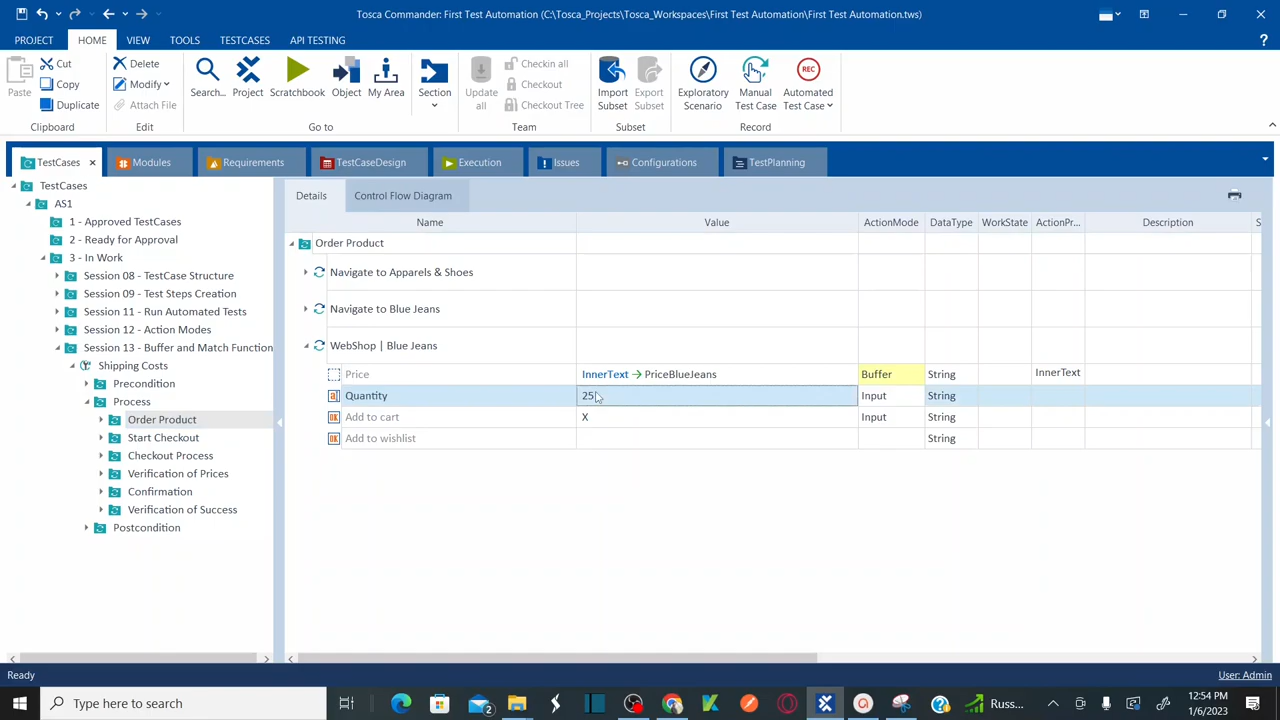 Tosca Commander: First Test Automation (C:\Tosca_Projects\Tosca_Workspaces\First Test Automation\First Test Automation.tws)
PROJECT HOME VIEW TOOLS TESTCASES API TESTING ?
Paste Cut Copy Duplicate Clipboard
Delete Modify Attach File Edit
Search... Project Scratchbook Object My Area Go to
Section
Update all Checkin all Checkout Checkout Tree Team
Import Subset Export Subset Subset
Exploratory Scenario Manual Test Case REC Automated Test Case Record
TestCases × Modules Requirements TestCaseDesign Execution Issues Configurations TestPlanning
TestCases
AS1
1 - Approved TestCases
2 - Ready for Approval
3 - In Work
Session 08 - TestCase Structure
Session 09 - Test Steps Creation
Session 11 - Run Automated Tests
Session 12 - Action Modes
Session 13 - Buffer and Match Function
Shipping Costs
Precondition
Process
Order Product
Start Checkout
Checkout Process
Verification of Prices
Confirmation
Verification of Success
Postcondition
Details Control Flow Diagram
Name Value ActionMode DataType WorkState ActionPr... Description S
Order Product
Navigate to Apparels & Shoes
Navigate to Blue Jeans
WebShop | Blue Jeans
Price InnerText → PriceBlueJeans Buffer String InnerText
a Quantity 25 Input String
OK Add to cart X Input String
OK Add to wishlist String
Ready User: Admin
Type here to search 2 Russ... 12:54 PM
1/6/2023